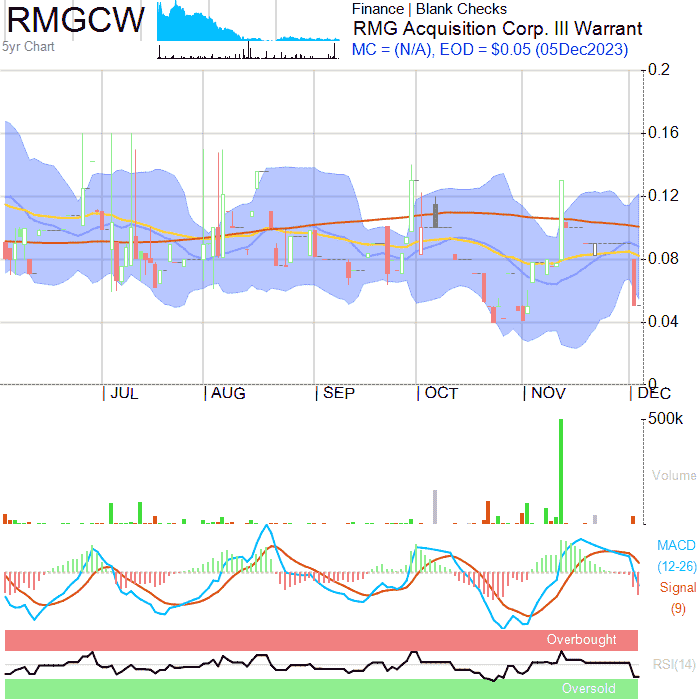 RMGCW
5yr Chart
Finance | Blank Checks
RMG Acquisition Corp. III Warrant
MC = (N/A), EOD = $0.05 (05Dec2023)
0.2
0.16
0.12
0.08
0.04
0
JUL AUG SEP OCT NOV DEC
500k
Volume
0
MACD
(12-26)
Signal
(9)
Overbought
RSI(14)
Oversold